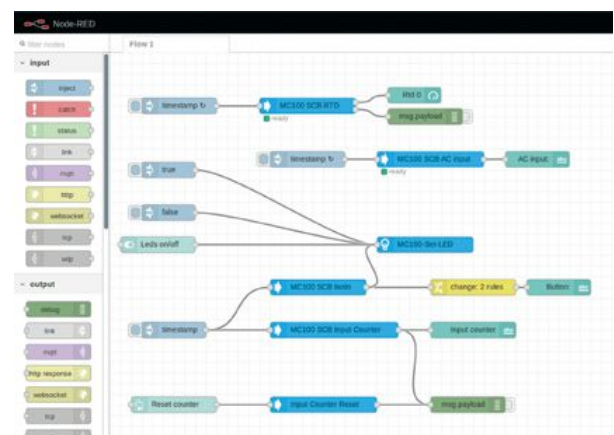 Node-RED
filter nodes
Flow 1
input
inject
catch
status
link
mqtt
http
websocket
tcp
udp
output
debug
link
mqtt
http response
websocket
tcp
timestamp ↻
MC100 SCB RTD
ready
Rtd 0
msg.payload
timestamp ↻
MC100 SCB AC input
ready
AC input
abc
true
false
Leds on/off
MC100-Set-LED
MC100 SCB
change: 2 rules
Button
abc
timestamp
MC100 SCB Input Counter
Input counter
abc
Reset counter
Input Counter Reset
msg.payload